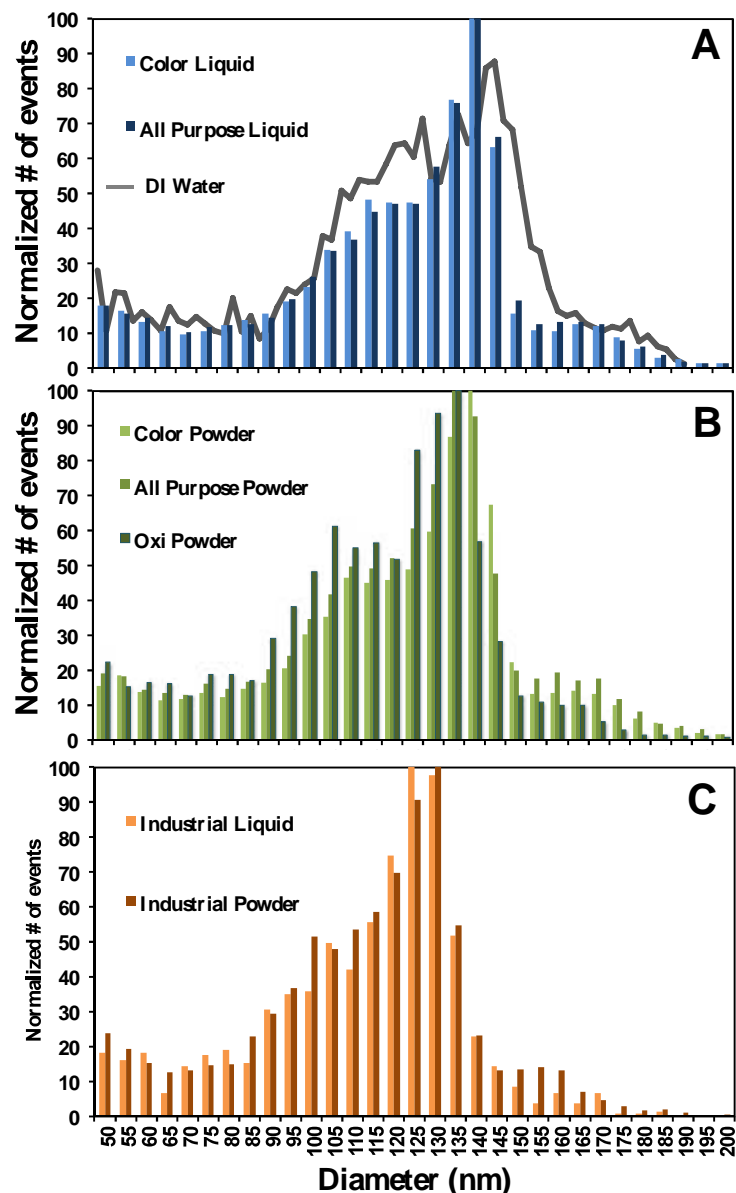 A
Normalized # of events
100
90
80
70
60
50
40
30
20
10
0
Color Liquid
All Purpose Liquid
DI Water
B
Normalized # of events
100
90
80
70
60
50
40
30
20
10
0
Color Powder
All Purpose Powder
Oxi Powder
C
Normalized # of events
100
90
80
70
60
50
40
30
20
10
0
Industrial Liquid
Industrial Powder
50 55 60 65 70 75 80 85 90 95 100 105 110 115 120 125 130 135 140 145 150 155 160 165 170 175 180 185 190 195 200
Diameter (nm)